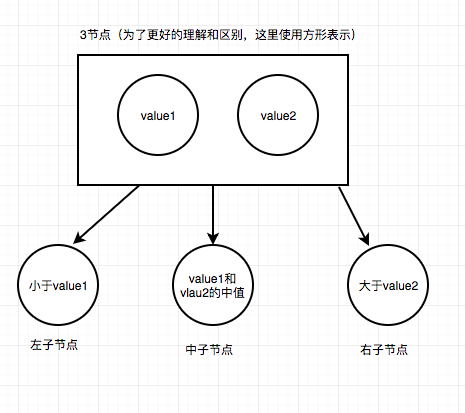 3节点（为了更好的理解和区别，这里使用方形表示）
value1
value2
小于value1
value1和
vlau2的中值
大于value2
左子节点
中子节点
右子节点